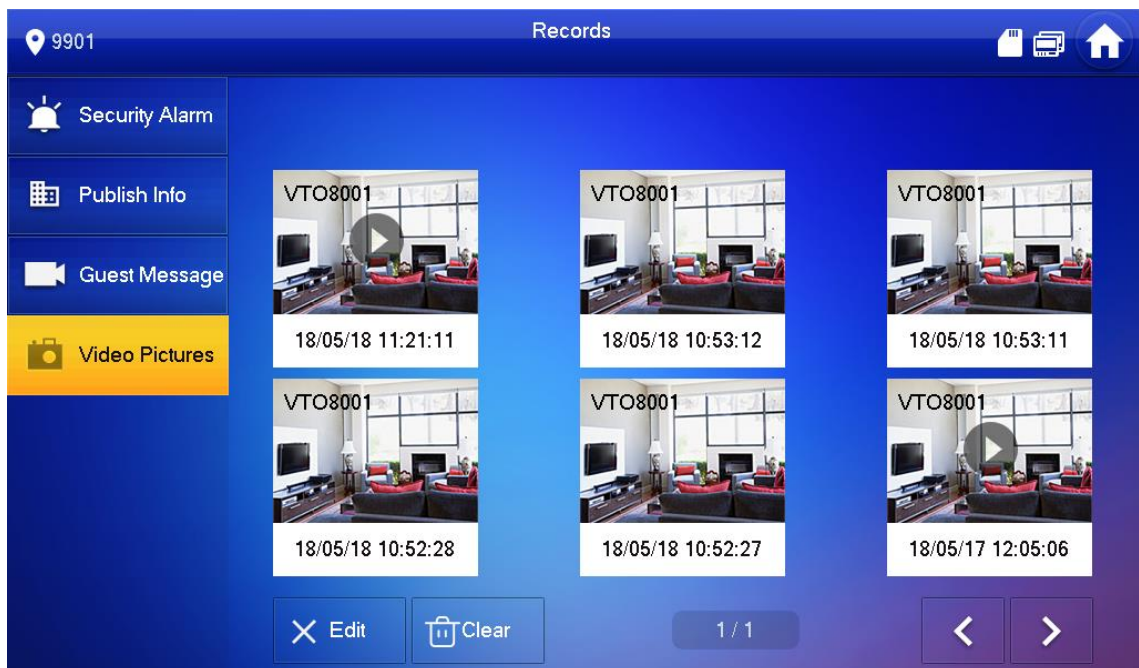 9901
Records
Security Alarm
Publish Info
Guest Message
Video Pictures
VTO8001
VTO8001
VTO8001
18/05/18 11:21:11
18/05/18 10:53:12
18/05/18 10:53:11
VTO8001
VTO8001
VTO8001
18/05/18 10:52:28
18/05/18 10:52:27
18/05/17 12:05:06
Edit
Clear
1 / 1